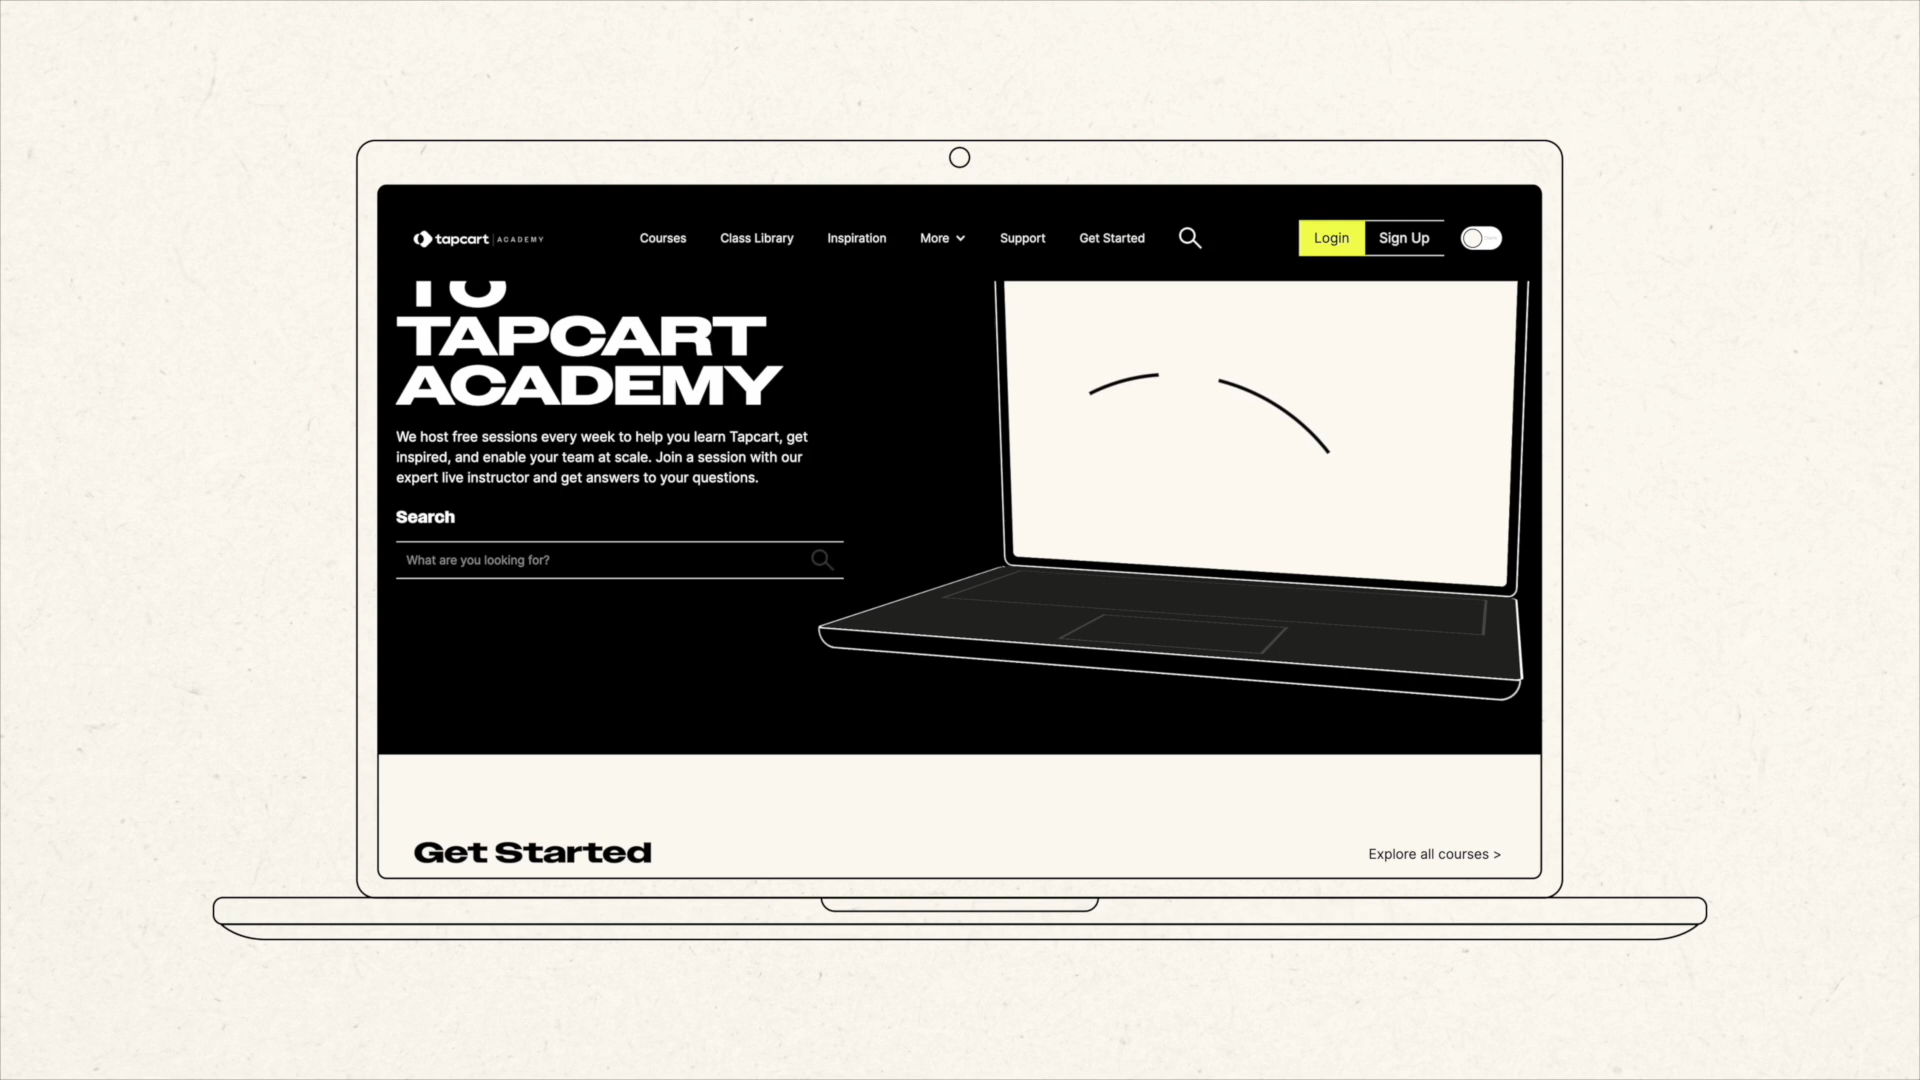 tapcart | ACADEMY
Courses
Class Library
Inspiration
More
Support
Get Started
Login
Sign Up
TO
TAPCART
ACADEMY
We host free sessions every week to help you learn Tapcart, get
inspired, and enable your team at scale. Join a session with our
expert live instructor and get answers to your questions.
Search
What are you looking for?
Get Started
Explore all courses >